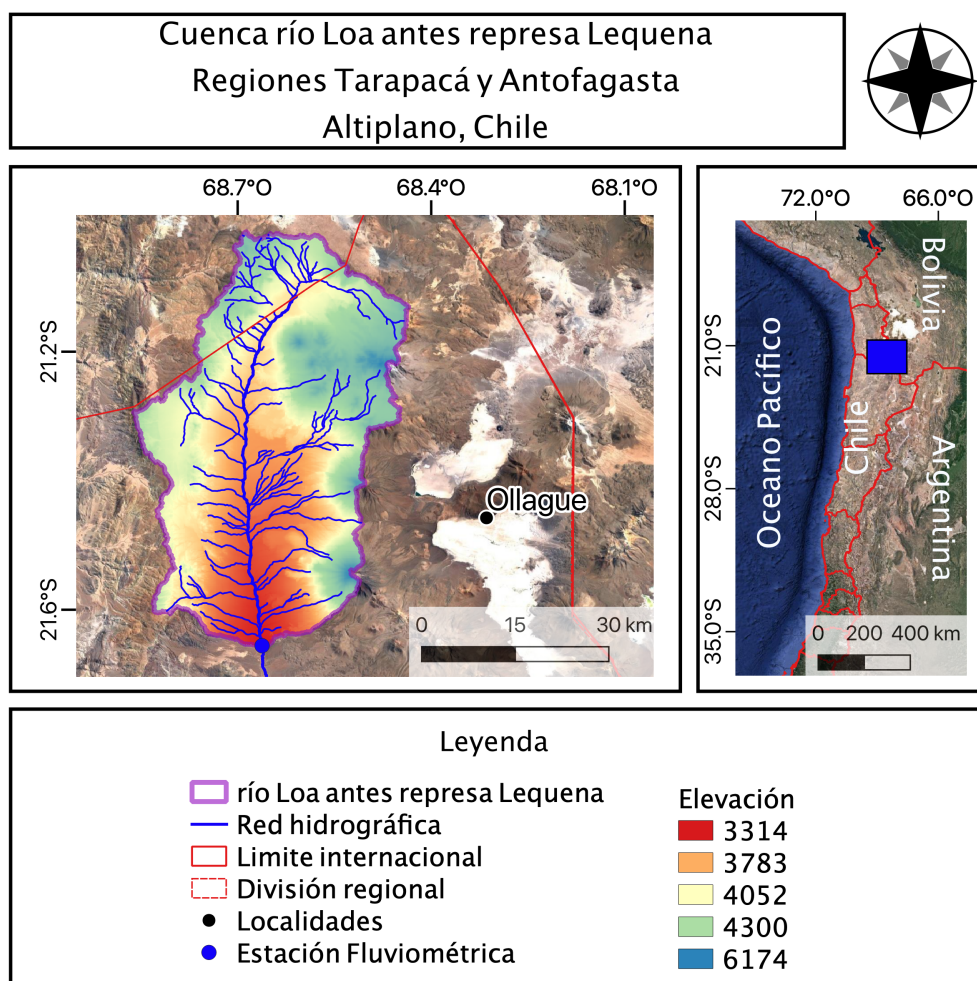 Cuenca río Loa antes represa Lequena
Regiones Tarapacá y Antofagasta
Altiplano, Chile
68.7°O 68.4°O 68.1°O
21.2°S
21.6°S
Ollague
0 15 30 km
72.0°O 66.0°O
21.0°S
28.0°S
35.0°S
Bolivia
Oceano Pacífico
Chile
Argentina
0 200 400 km
Leyenda
río Loa antes represa Lequena
Red hidrográfica
Limite internacional
División regional
Localidades
Estación Fluviométrica
Elevación
3314
3783
4052
4300
6174